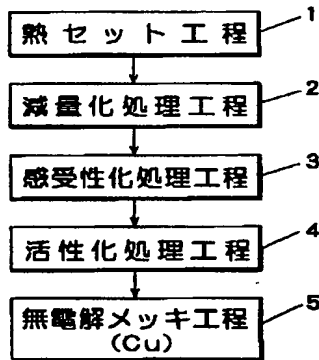 熱セット工程
1
減量化処理工程
2
感受性化処理工程
3
活性化処理工程
4
無電解メッキ工程
(Cu)
5